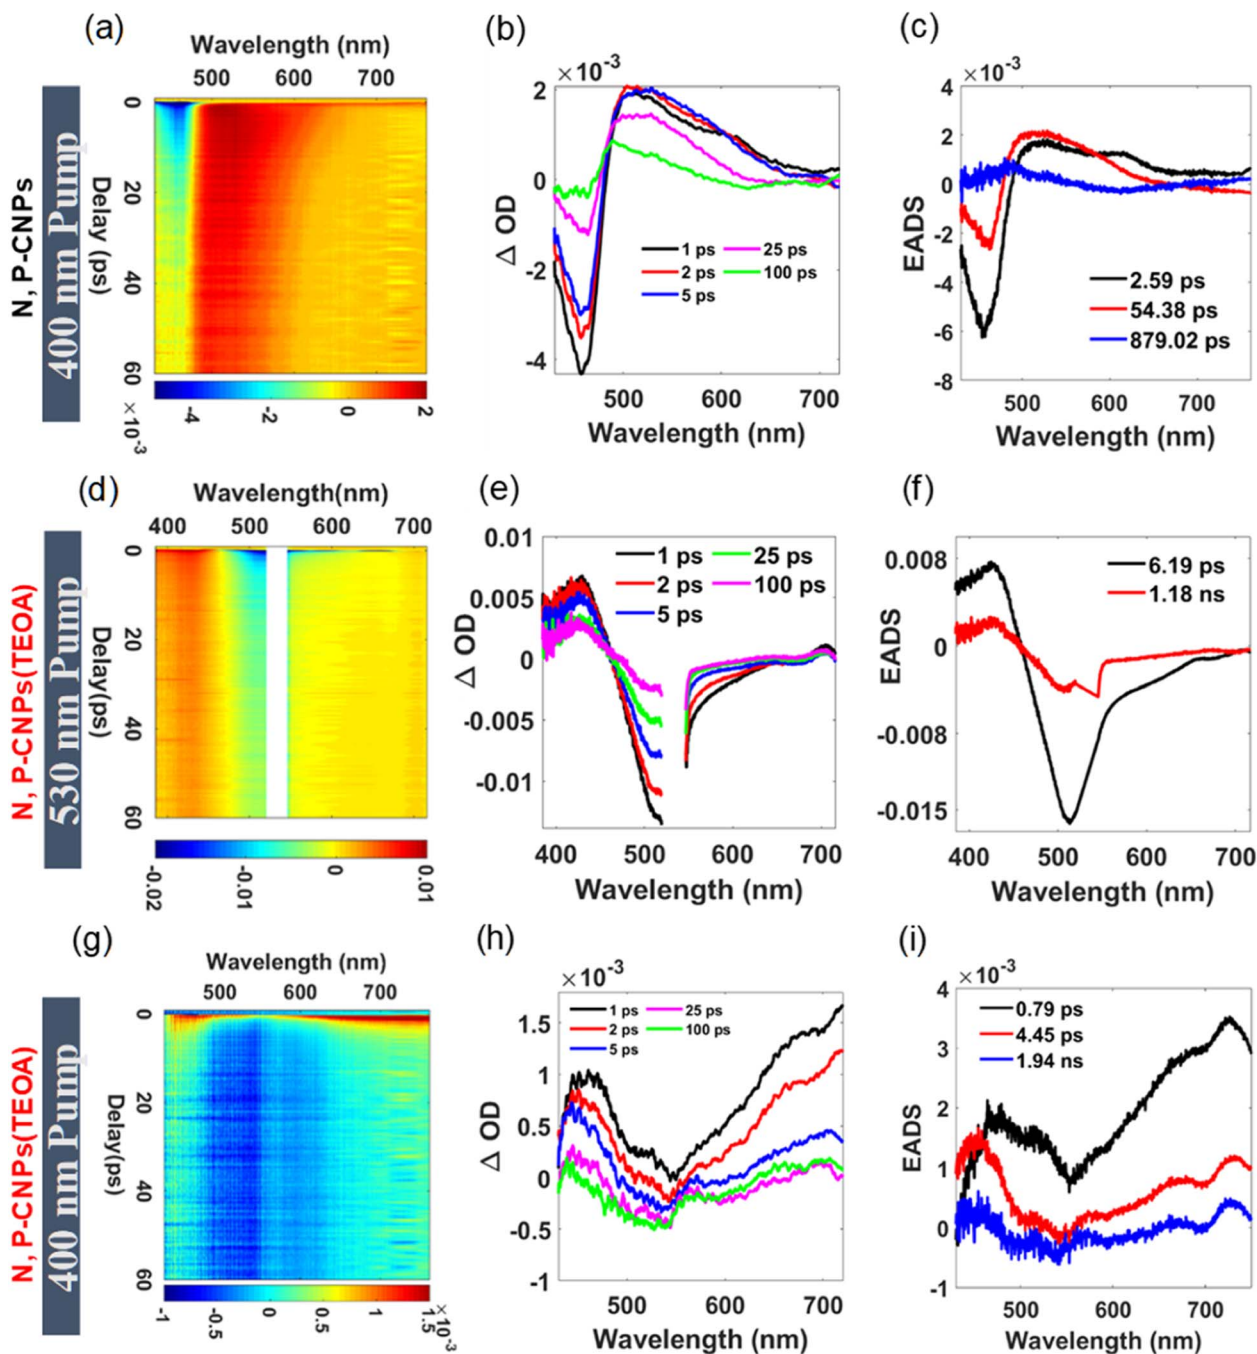 (a)
Wavelength (nm)
500 600 700
N, P-CNPs
400 nm Pump
Delay (ps)
0
20
40
60
-4 -2 0 2
×10-3
(b)
×10-3
2
0
-2
-4
Δ OD
1 ps 25 ps
2 ps 100 ps
5 ps
500 600 700
Wavelength (nm)
(c)
×10-3
4
2
0
-2
-4
-6
-8
EADS
2.59 ps
54.38 ps
879.02 ps
500 600 700
Wavelength (nm)
(d)
Wavelength(nm)
400 500 600 700
N, P-CNPs(TEOA)
530 nm Pump
Delay(ps)
0
20
40
60
-0.02 -0.01 0 0.01
(e)
0.01
0.005
0
-0.005
-0.01
Δ OD
1 ps 25 ps
2 ps 100 ps
5 ps
400 500 600 700
Wavelength (nm)
(f)
0.008
0
-0.008
-0.015
EADS
6.19 ps
1.18 ns
400 500 600 700
Wavelength (nm)
(g)
Wavelength (nm)
500 600 700
N, P-CNPs(TEOA)
400 nm Pump
Delay(ps)
0
20
40
60
-1 -0.5 0 0.5 1 1.5
×10-3
(h)
×10-3
1.5
1
0.5
0
-0.5
-1
Δ OD
1 ps 25 ps
2 ps 100 ps
5 ps
500 600 700
Wavelength (nm)
(i)
×10-3
4
3
2
1
0
-1
EADS
0.79 ps
4.45 ps
1.94 ns
500 600 700
Wavelength (nm)